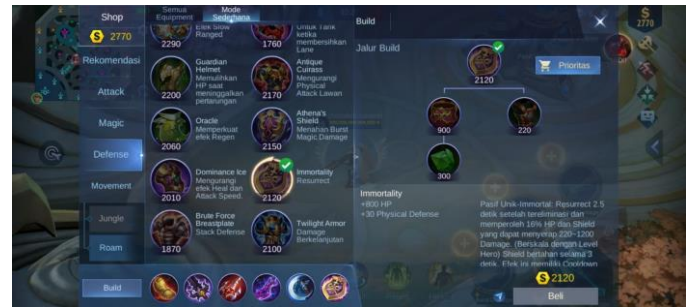 Shop
Semua
Equipment
Mode
Sederhana
Build
2770
2770
Rekomendasi
Attack
Magic
Defense
Movement
Jungle
Roam
Build
Efek Slow
Ranged
2290
Untuk Tank
ketika
membersihkan
Lane
1760
Guardian
Helmet
Memulihkan
HP saat
meninggalkan
pertarungan
2200
Antique
Cuirass
Mengurangi
Physical
Attack Lawan
2170
Oracle
Memperkuat
efek Regen
2060
Athena's
Shield
Menahan Burst
Magic Damage
2150
Dominance Ice
Mengurangi
efek Heal dan
Attack Speed
2010
Immortality
Resurrect
2120
Brute Force
Breastplate
Stack Defense
1870
Twilight Armor
Damage
Berkelanjutan
2100
Jalur Build
2120
Prioritas
900
220
300
Immortality
+800 HP
+30 Physical Defense
Pasif Unik-Immortal: Resurrect 2.5
detik setelah tereliminasi dan
memperoleh 16% HP dan Shield
yang dapat menyerap 220~1200
Damage. (Berskala dengan Level
Hero) Shield bertahan selama 3
detik. Efek ini memiliki Cooldown
2120
Beli